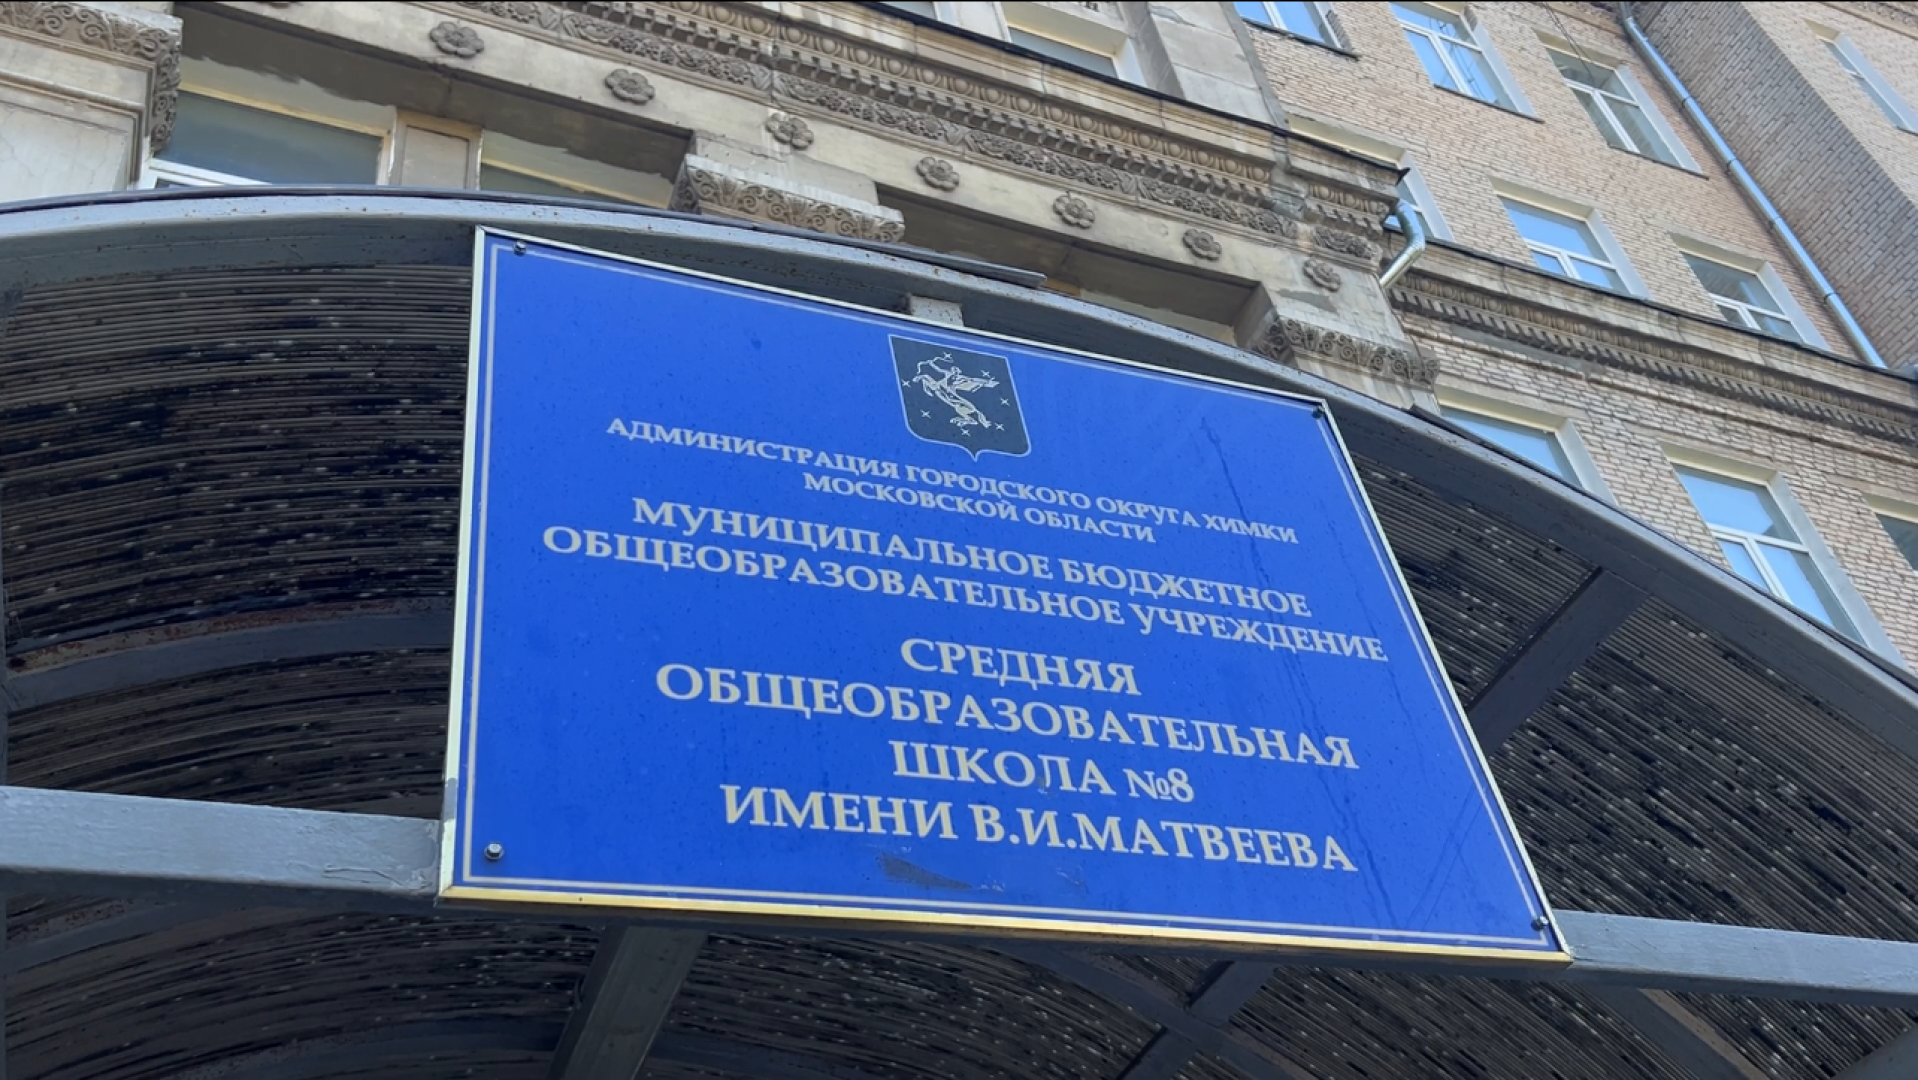 АДМИНИСТРАЦИЯ ГОРОДСКОГО ОКРУГА ХИМКИ
МОСКОВСКОЙ ОБЛАСТИ
МУНИЦИПАЛЬНОЕ БЮДЖЕТНОЕ
ОБЩЕОБРАЗОВАТЕЛЬНОЕ УЧРЕЖДЕНИЕ
СРЕДНЯЯ
ОБЩЕОБРАЗОВАТЕЛЬНАЯ
ШКОЛА №8
ИМЕНИ В.И.МАТВЕЕВА